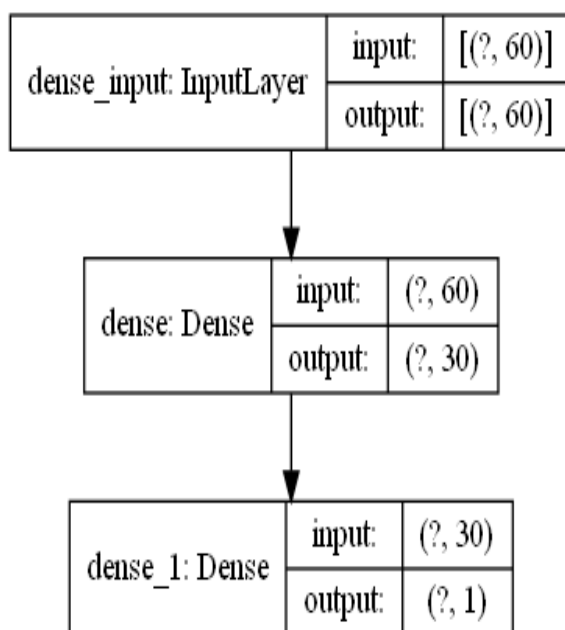 dense_input: InputLayer
input: [(?, 60)]
output: [(?, 60)]
dense: Dense
input: (?, 60)
output: (?, 30)
dense_1: Dense
input: (?, 30)
output: (?, 1)